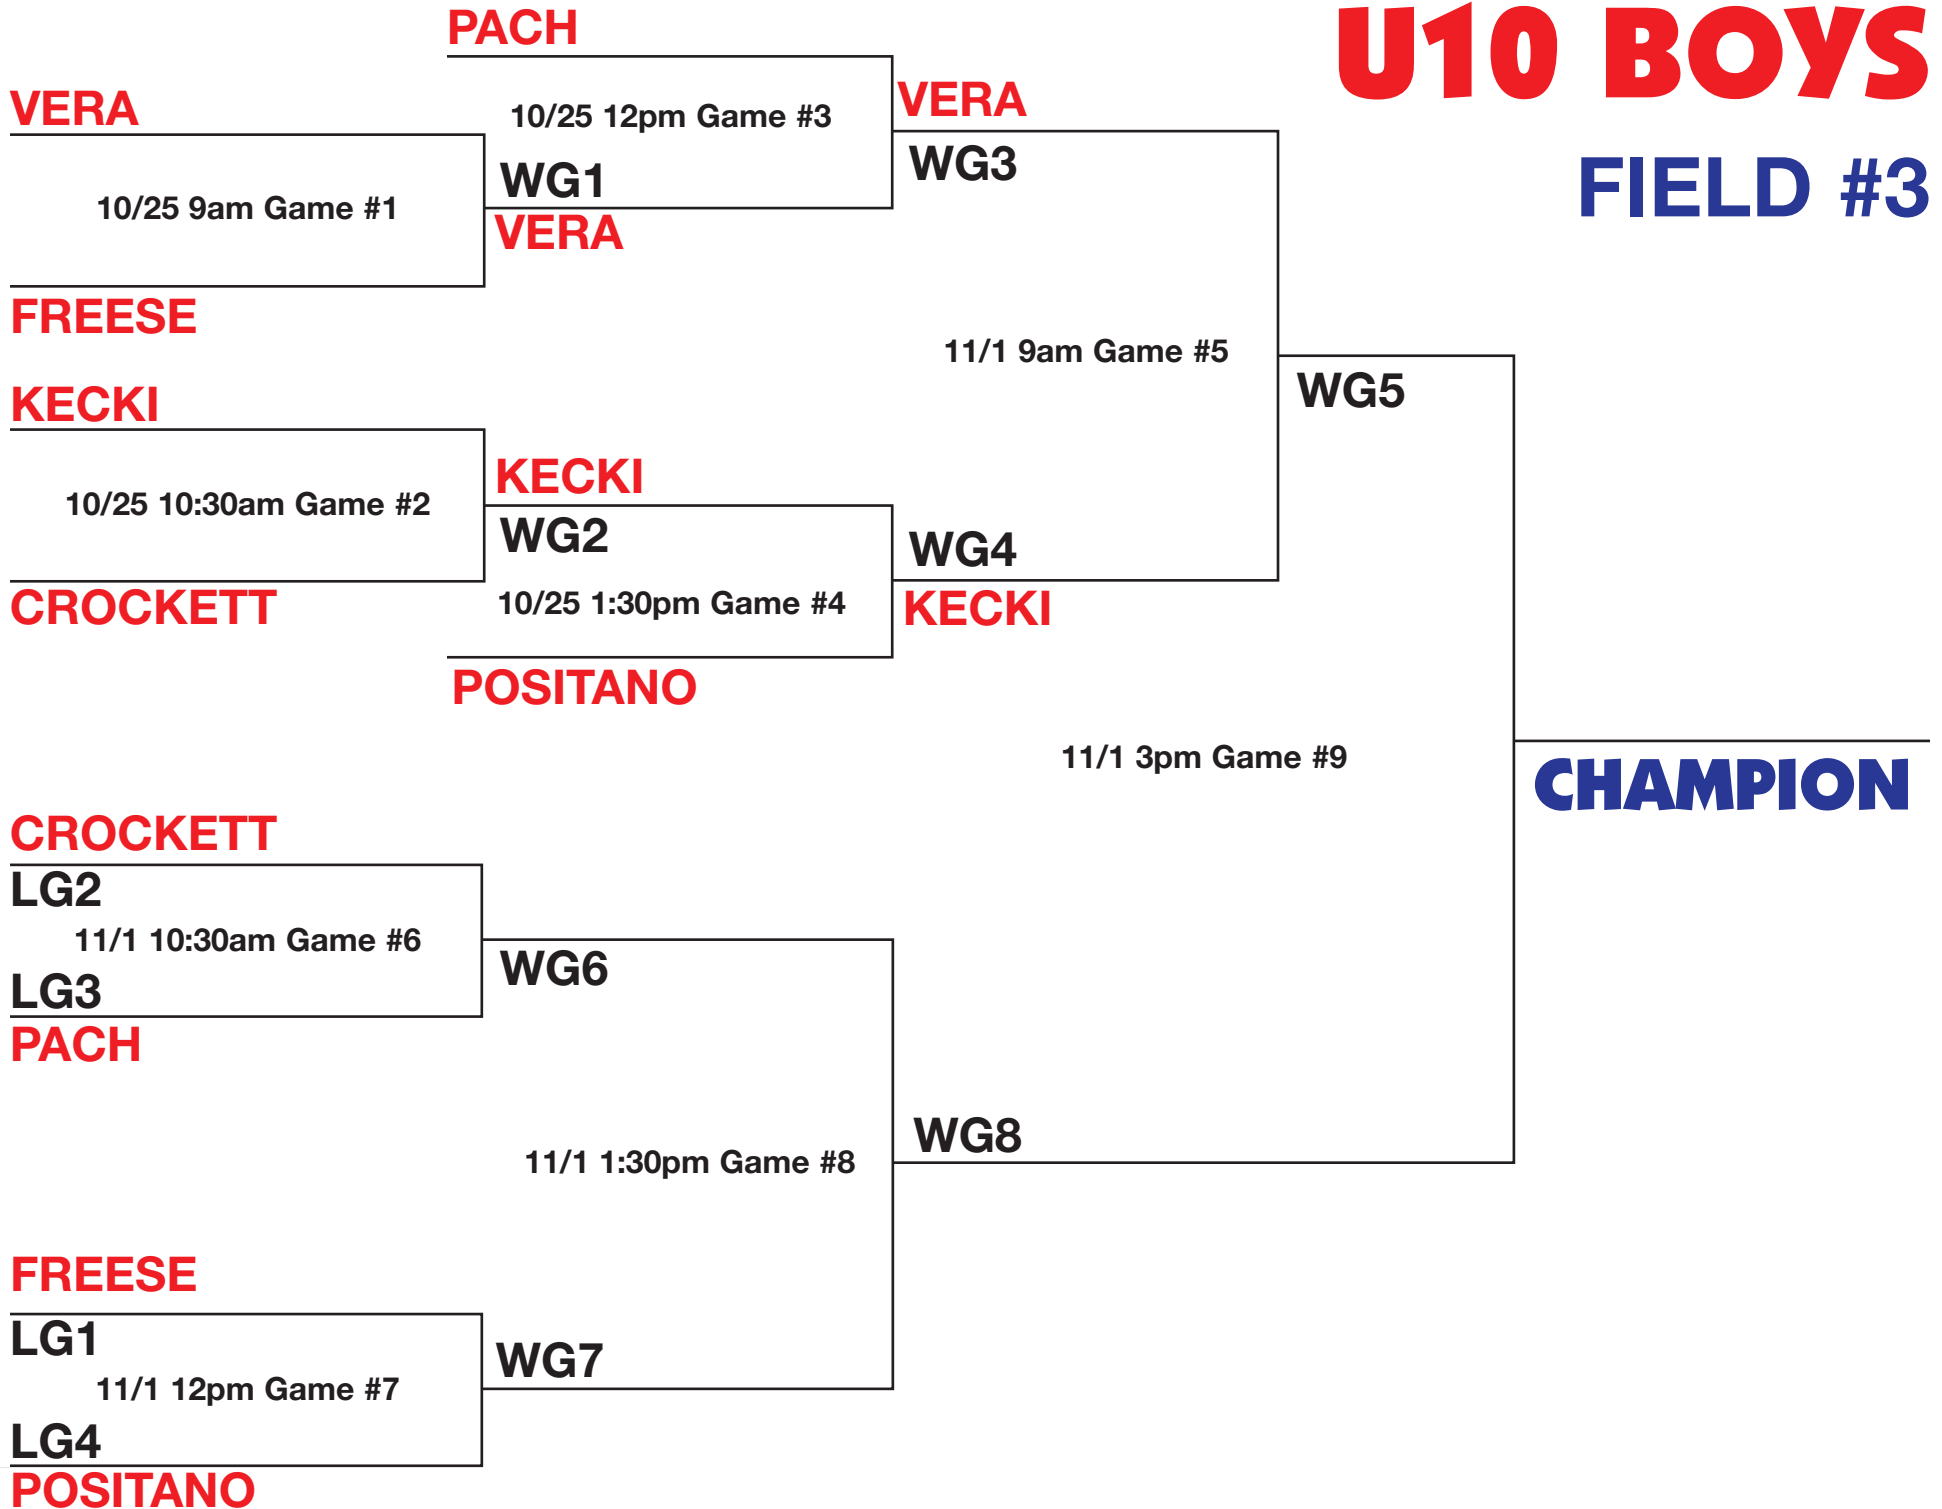 U10 BOYS
FIELD #3
PACH
VERA
10/25 12pm Game #3
VERA
WG1
WG3
10/25 9am Game #1
VERA
FREESE
11/1 9am Game #5
WG5
KECKI
KECKI
10/25 10:30am Game #2
WG2
WG4
CROCKETT
10/25 1:30pm Game #4
KECKI
POSITANO
11/1 3pm Game #9
CHAMPION
CROCKETT
LG2
11/1 10:30am Game #6
WG6
LG3
PACH
WG8
11/1 1:30pm Game #8
FREESE
LG1
WG7
11/1 12pm Game #7
LG4
POSITANO